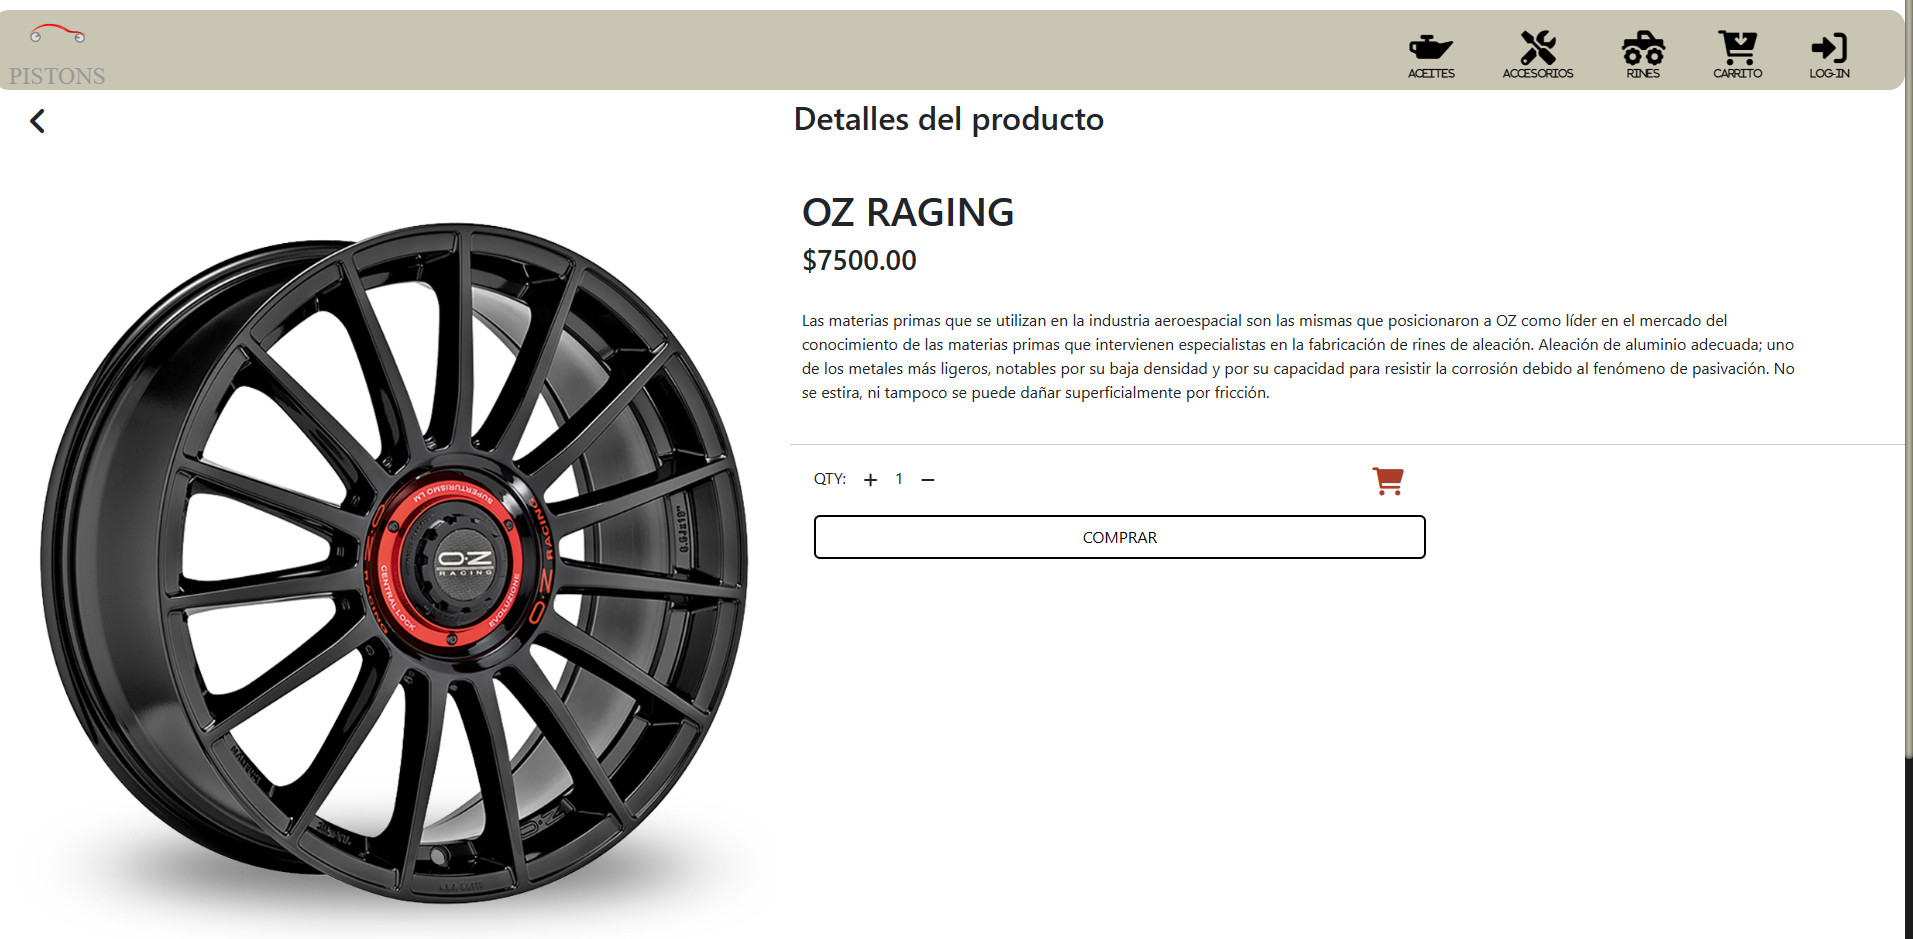 PISTONS
ACEITES
ACCESORIOS
RINES
CARRITO
LOG-IN
Detalles del producto
OZ RAGING
$7500.00
Las materias primas que se utilizan en la industria aeroespacial son las mismas que posicionaron a OZ como líder en el mercado del
conocimiento de las materias primas que intervienen especialistas en la fabricación de rines de aleación. Aleación de aluminio adecuada; uno
de los metales más ligeros, notables por su baja densidad y por su capacidad para resistir la corrosión debido al fenómeno de pasivación. No
se estira, ni tampoco se puede dañar superficialmente por fricción.
QTY: + 1 −
COMPRAR
SUPERTURISMO LM
O·Z RACING
O·Z RACING
O·Z
RACING
CENTRAL LOCK
EVOLUZIONE
O·Z